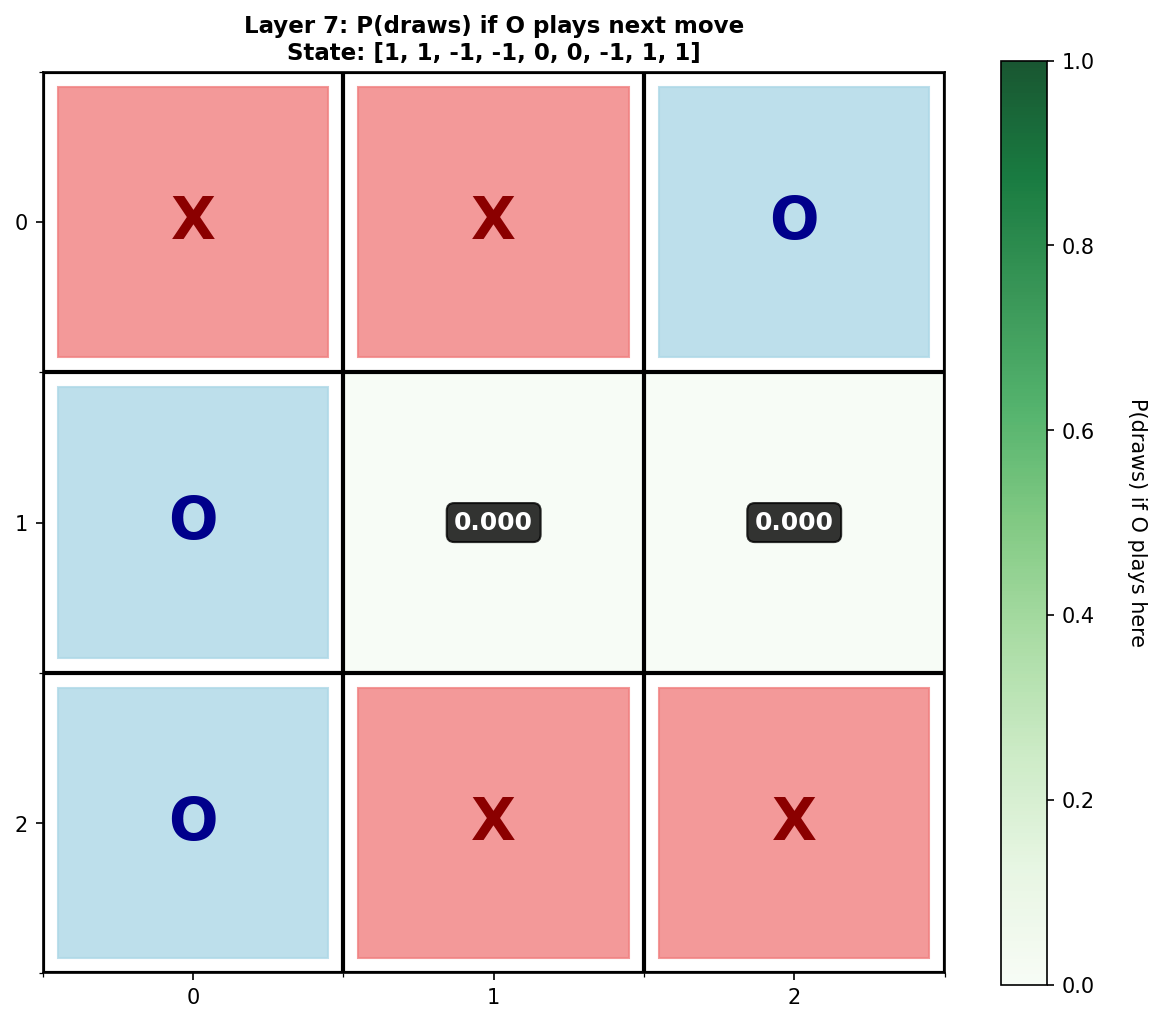 Layer 7: P(draws) if O plays next move
State: [1, 1, -1, -1, 0, 0, -1, 1, 1]
X X O
O 0.000 0.000
O X X
0
1
2
0 1 2
1.0
0.8
0.6
0.4
0.2
0.0
P(draws) if O plays here